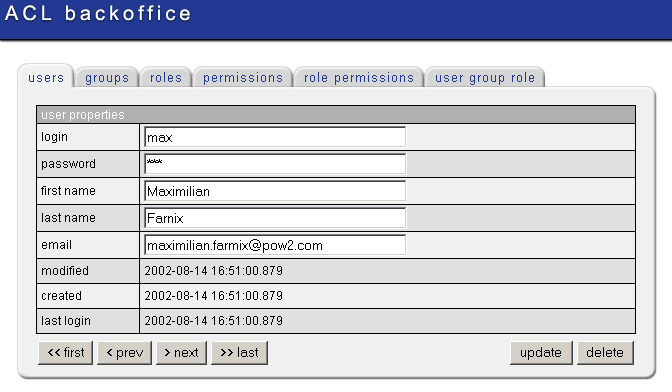 ACL backoffice
users groups roles permissions role permissions user group role
user properties
login max
password ***
first name Maximilian
last name Farnix
email maximilian.farmix@pow2.com
modified 2002-08-14 16:51:00.879
created 2002-08-14 16:51:00.879
last login 2002-08-14 16:51:00.879
<< first < prev > next >> last update delete